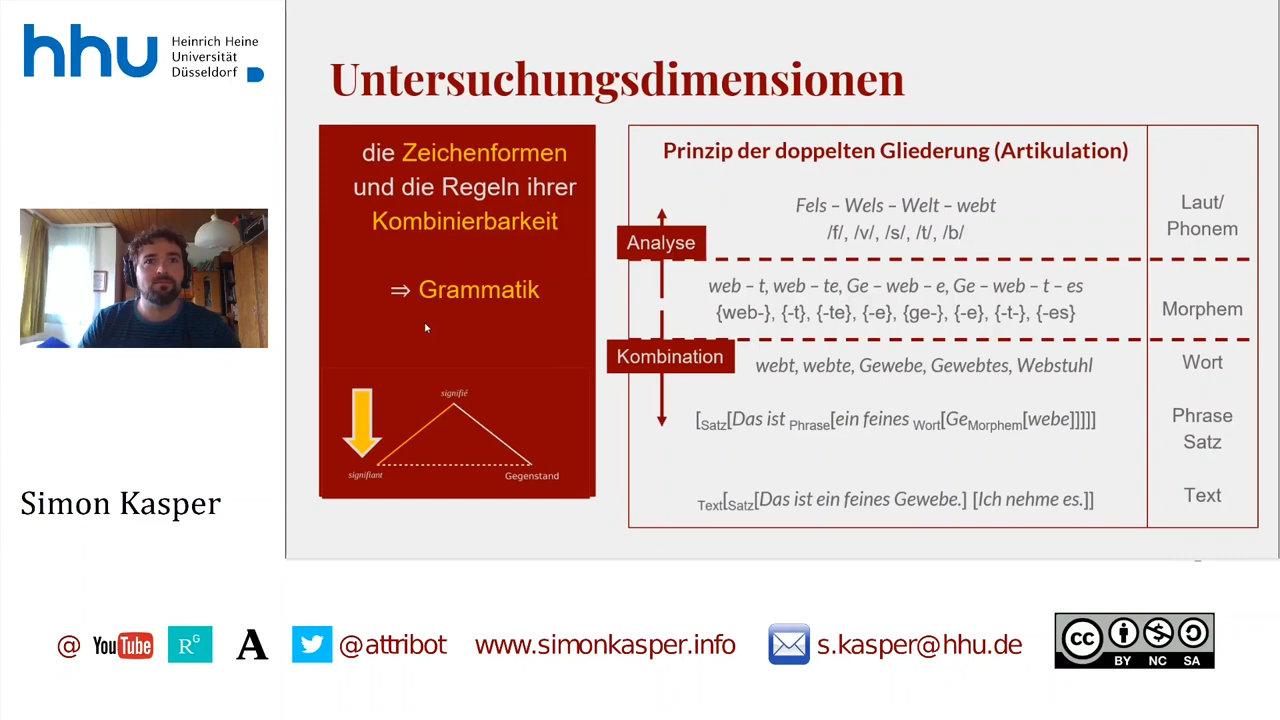 hhu
Heinrich Heine
Universität
Düsseldorf
Untersuchungsdimensionen
die Zeichenformen
und die Regeln ihrer
Kombinierbarkeit
⇒ Grammatik
signifié
signifiant
Gegenstand
Prinzip der doppelten Gliederung (Artikulation)
Fels – Wels – Welt – webt
/f/, /v/, /s/, /t/, /b/
Laut/
Phonem
Analyse
web – t, web – te, Ge – web – e, Ge – web – t – es
{web-}, {-t}, {-te}, {-e}, {ge-}, {-e}, {-t-}, {-es}
Morphem
Kombination
webt, webte, Gewebe, Gewebtes, Webstuhl
Wort
[Satz[Das ist Phrase[ein feines Wort[GeMorphem[webe]]]]]
Phrase
Satz
Text[Satz[Das ist ein feines Gewebe.] [Ich nehme es.]]
Text
Simon Kasper
@ YouTube RG A @attribot www.simonkasper.info s.kasper@hhu.de
cc BY NC SA